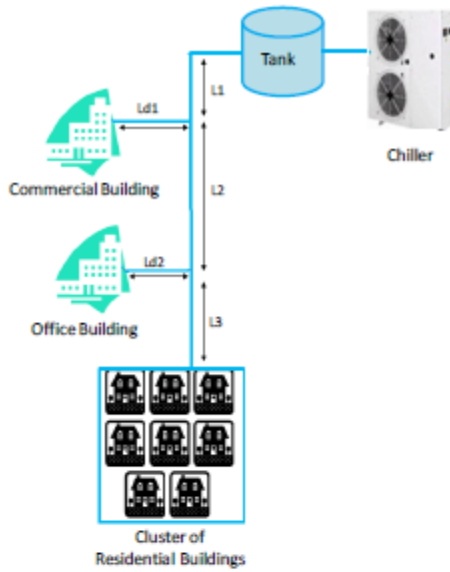 Tank
L1
Chiller
Ld1
Commercial Building
L2
Ld2
Office Building
L3
Cluster of
Residential Buildings